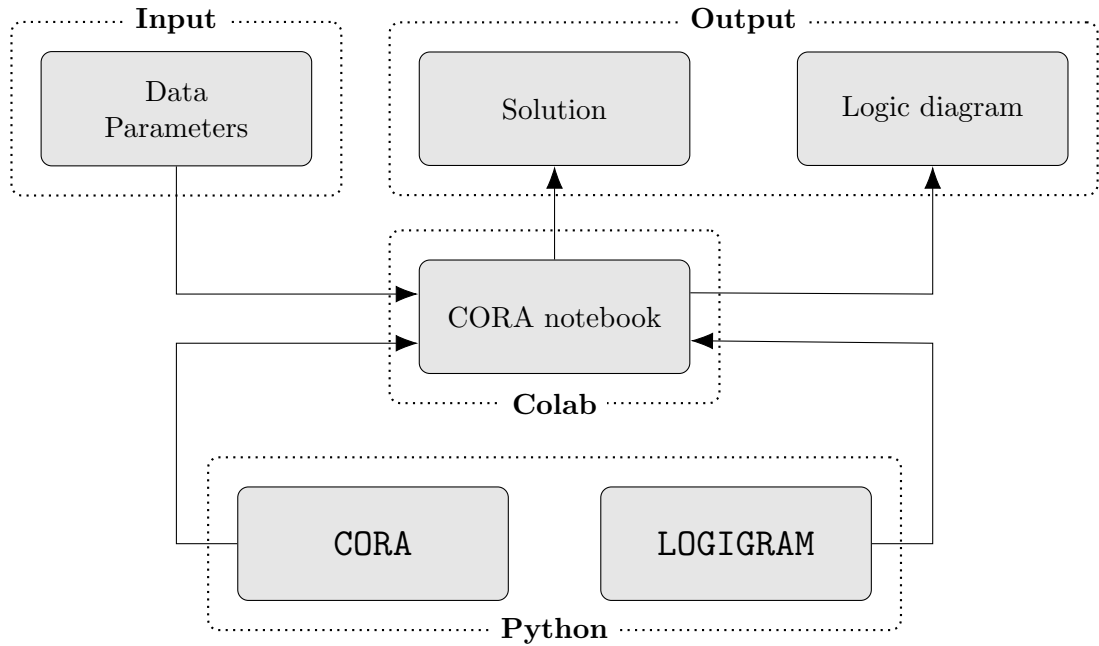 Input
Output
Data
Parameters
Solution
Logic diagram
CORA notebook
Colab
CORA
LOGIGRAM
Python